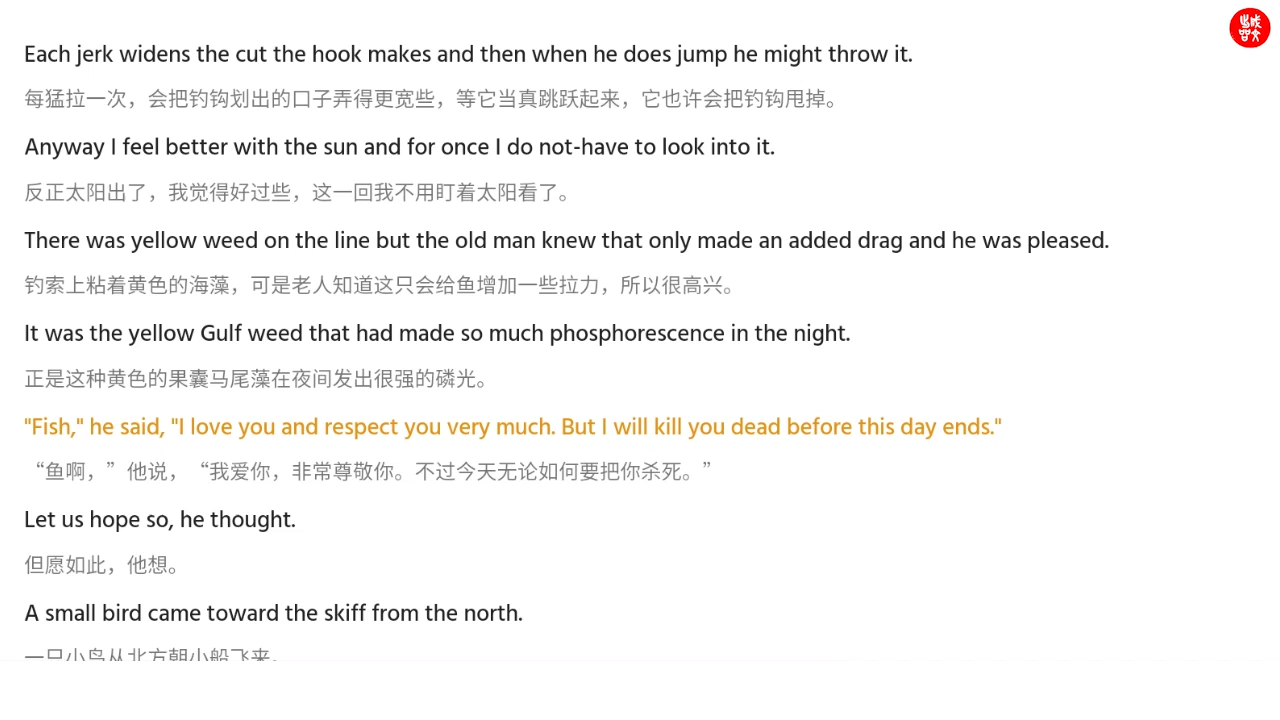 Each jerk widens the cut the hook makes and then when he does jump he might throw it.
每猛拉一次，会把钓钩划出的口子弄得更宽些，等它当真跳跃起来，它也许会把钓钩甩掉。
Anyway I feel better with the sun and for once I do not-have to look into it.
反正太阳出了，我觉得好过些，这一回我不用盯着太阳看了。
There was yellow weed on the line but the old man knew that only made an added drag and he was pleased.
钓索上粘着黄色的海藻，可是老人知道这只会给鱼增加一些拉力，所以很高兴。
It was the yellow Gulf weed that had made so much phosphorescence in the night.
正是这种黄色的果囊马尾藻在夜间发出很强的磷光。
"Fish," he said, "I love you and respect you very much. But I will kill you dead before this day ends."
“鱼啊，”他说，“我爱你，非常尊敬你。不过今天无论如何要把你杀死。”
Let us hope so, he thought.
但愿如此，他想。
A small bird came toward the skiff from the north.
一只小鸟从北方朝小船飞来。